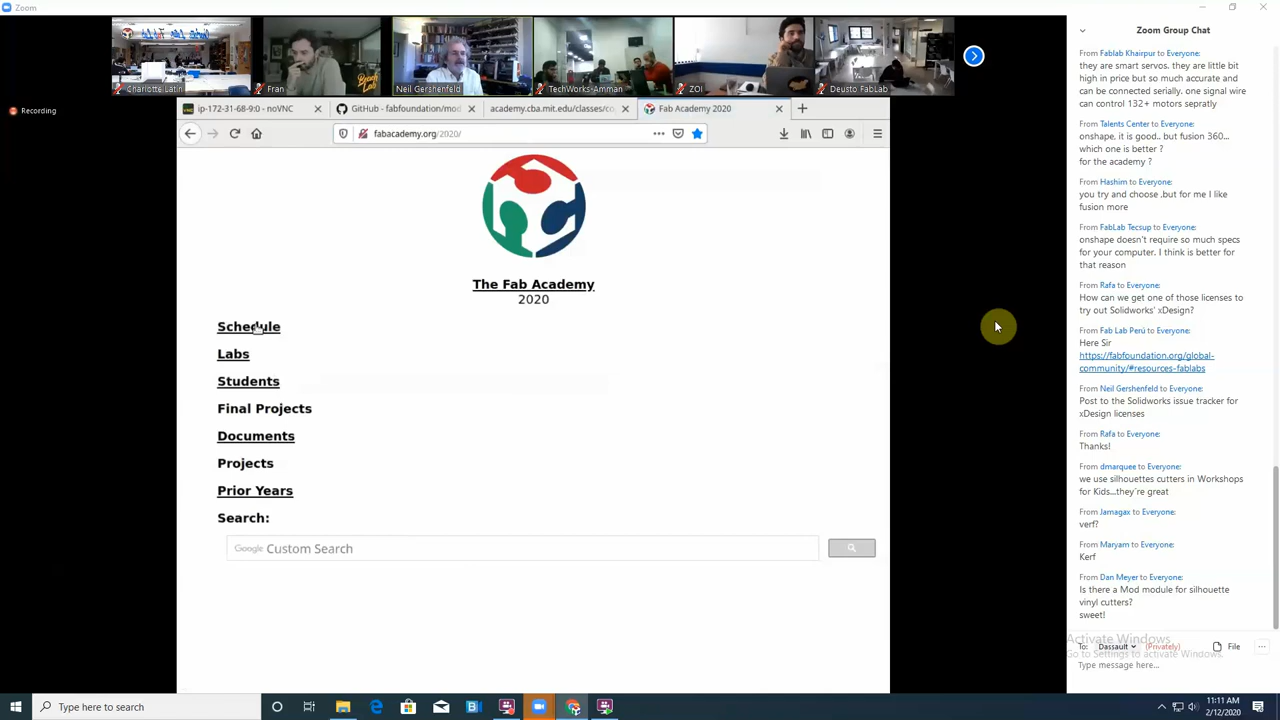 Zoom
Charlotte Latin
Fran
Neil Gershenfeld
TechWorks-Amman
ZOI
Deusto FabLab
Recording
ip-172-31-68-9:0 - noVNC
GitHub - fabfoundation/mod
academy.cba.mit.edu/classes/co
Fab Academy 2020
fabacademy.org/2020/
The Fab Academy
2020
Schedule
Labs
Students
Final Projects
Documents
Projects
Prior Years
Search:
Google Custom Search
Zoom Group Chat
From Fablab Khairpur to Everyone:
they are smart servos. they are little bit
high in price but so much accurate and
can be connected serially. one signal wire
can control 132+ motors sepratly
From Talents Center to Everyone:
onshape, it is good.. but fusion 360...
which one is better ?
for the academy ?
From Hashim to Everyone:
you try and choose ,but for me I like
fusion more
From FabLab Tecsup to Everyone:
onshape doesn't require so much specs
for your computer, I think is better for
that reason
From Rafa to Everyone:
How can we get one of those licenses to
try out Solidworks' xDesign?
From Fab Lab Perú to Everyone:
Here Sir
https://fabfoundation.org/global-
community/#resources-fablabs
From Neil Gershenfeld to Everyone:
Post to the Solidworks issue tracker for
xDesign licenses
From Rafa to Everyone:
Thanks!
From dmarquee to Everyone:
we use silhouettes cutters in Workshops
for Kids...they're great
From Jamagax to Everyone:
verf?
From Maryam to Everyone:
Kerf
From Dan Meyer to Everyone:
Is there a Mod module for silhouette
vinyl cutters?
sweet!
Activate Windows
Go to Settings to activate Windows.
To: Dassault (Privately) File
Type message here...
Type here to search
11:11 AM
2/12/2020